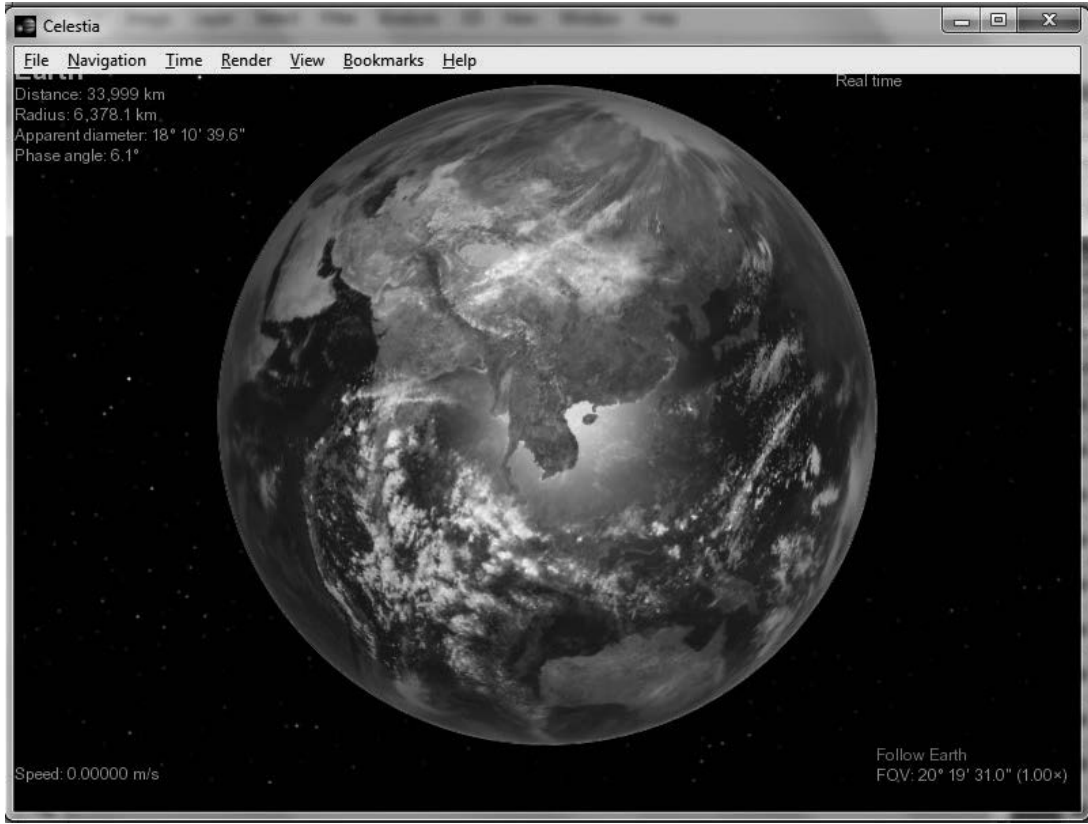 Celestia
File Navigation Time Render View Bookmarks Help
Earth
Distance: 33,999 km
Radius: 6,378.1 km
Apparent diameter: 18° 10' 39.6"
Phase angle: 6.1°
Real time
Speed: 0.00000 m/s
Follow Earth
FOV: 20° 19' 31.0" (1.00×)